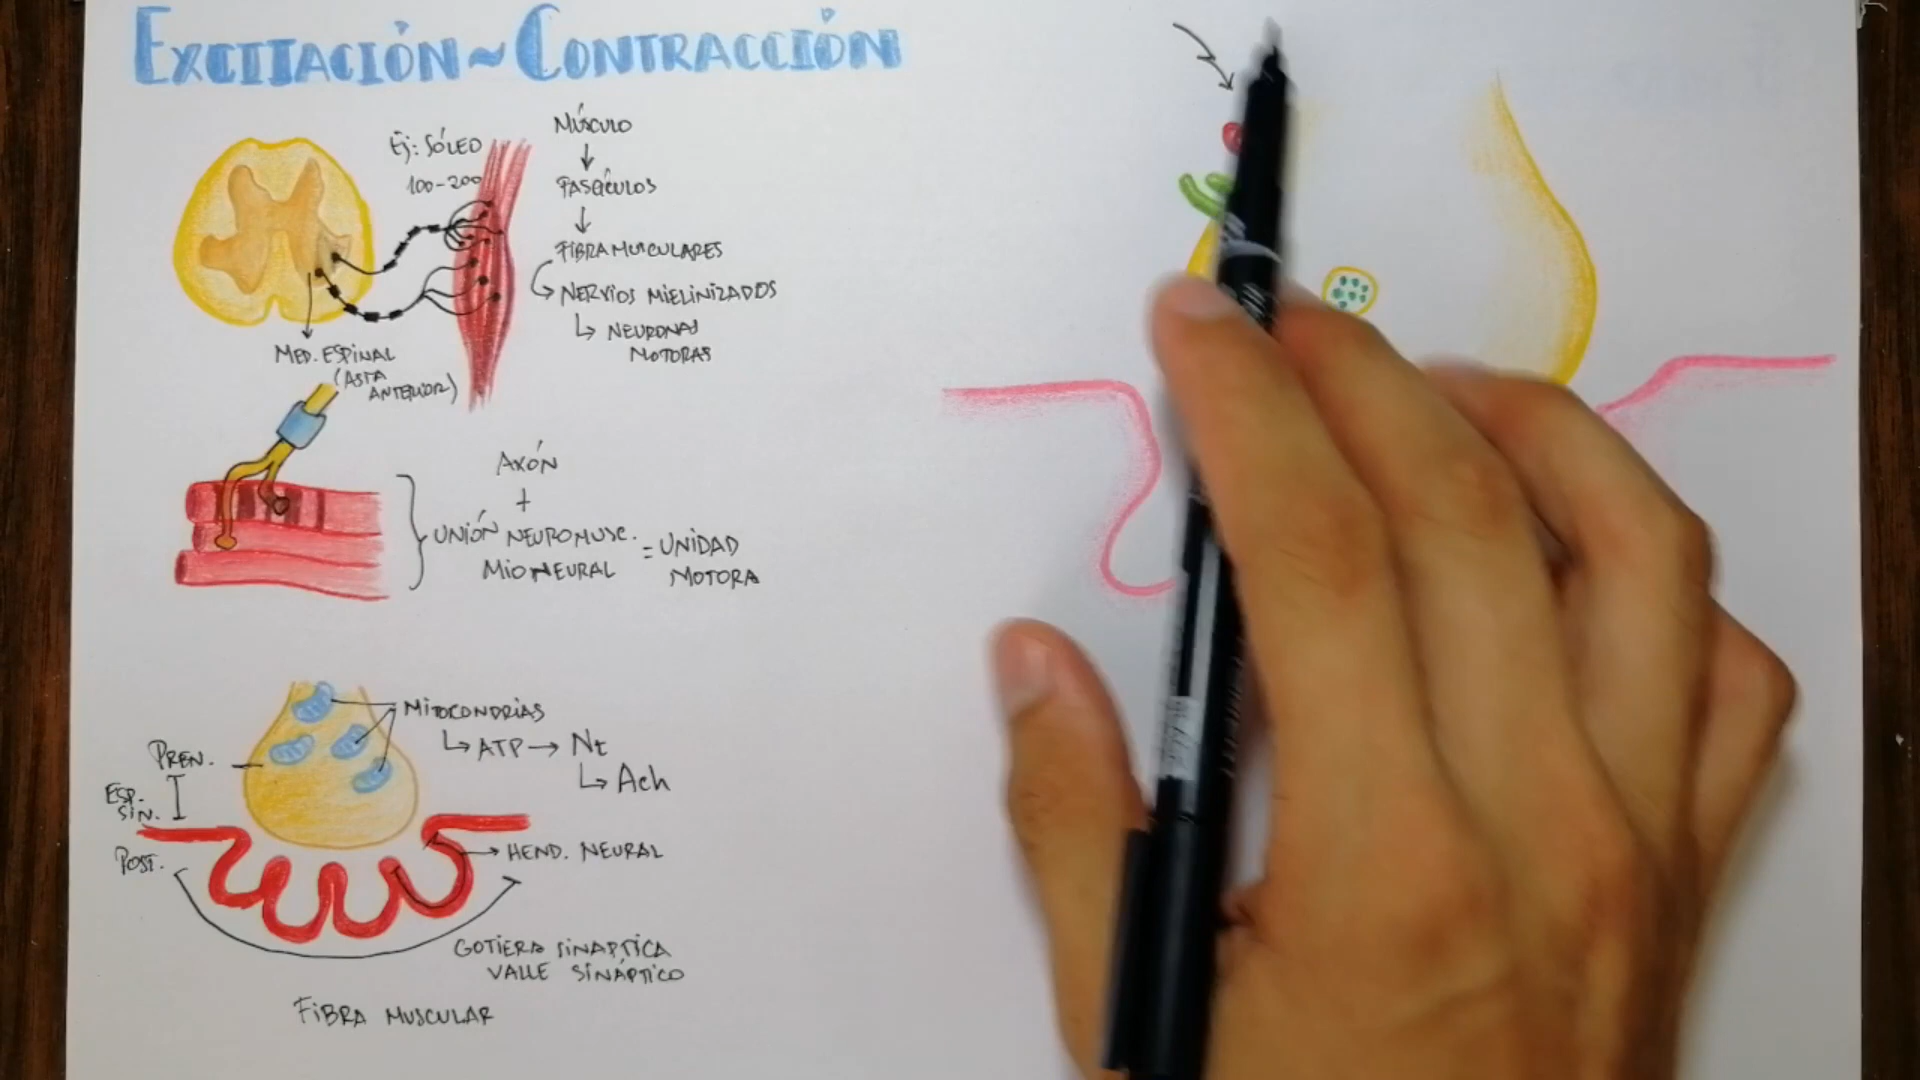 EXCITACIÓN~CONTRACCIÓN
Ej: SÓLEO
100-200
MÚSCULO
FASCÍCULOS
FIBRA MUSCULARES
NERVIOS MIELINIZADOS
NEURONAS
MOTORAS
MED. ESPINAL
(ASTA
ANTERIOR)
AXÓN
+
UNIÓN NEUROMUSC.
MIONEURAL
= UNIDAD
MOTORA
MITOCONDRIAS
ATP → Nt
Ach
PREN.
ESP.
SIN.
POST.
HEND. NEURAL
GOTIERA SINAPTICA
VALLE SINÁPTICO
FIBRA MUSCULAR